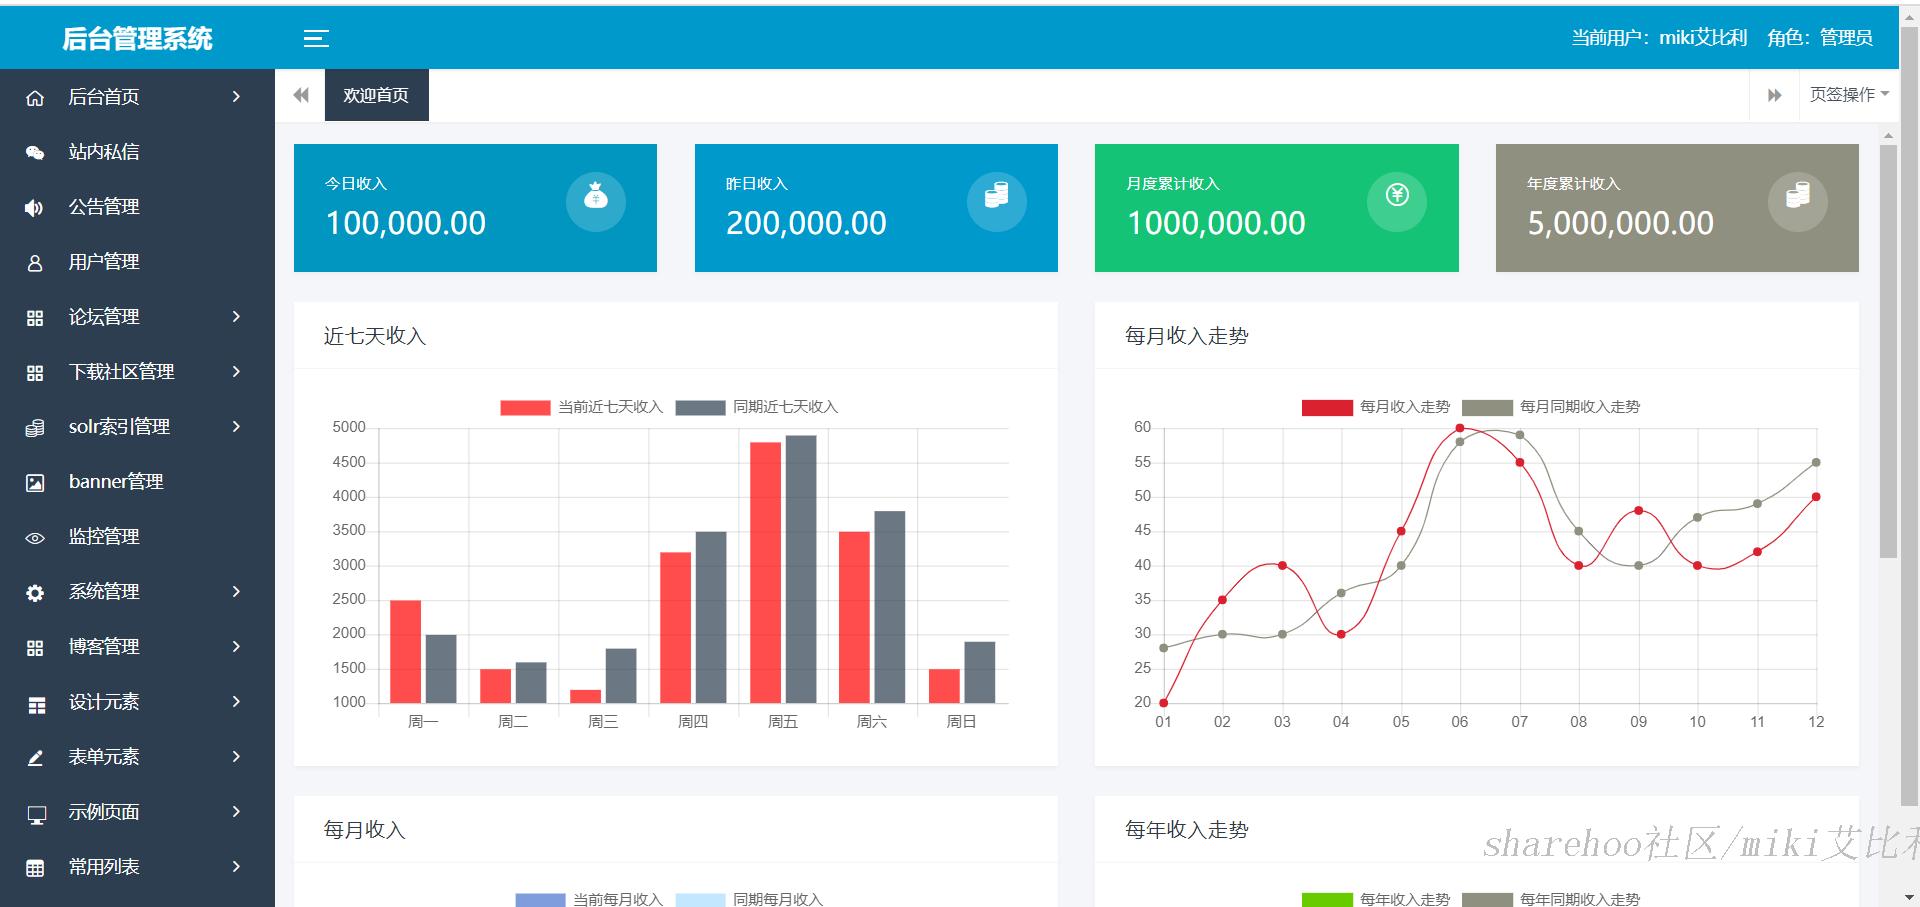 后台管理系统
当前用户：miki艾比利 角色：管理员
后台首页
站内私信
公告管理
用户管理
论坛管理
下载社区管理
solr索引管理
banner管理
监控管理
系统管理
博客管理
设计元素
表单元素
示例页面
常用列表
欢迎首页
页签操作
今日收入
100,000.00
昨日收入
200,000.00
月度累计收入
1000,000.00
年度累计收入
5,000,000.00
近七天收入
当前近七天收入 同期近七天收入
5000
4500
4000
3500
3000
2500
2000
1500
1000
周一 周二 周三 周四 周五 周六 周日
每月收入走势
每月收入走势 每月同期收入走势
60
55
50
45
40
35
30
25
20
01 02 03 04 05 06 07 08 09 10 11 12
每月收入
当前每月收入 同期每月收入
每年收入走势
每年收入走势 每年同期收入走势
sharehoo社区/miki艾比利